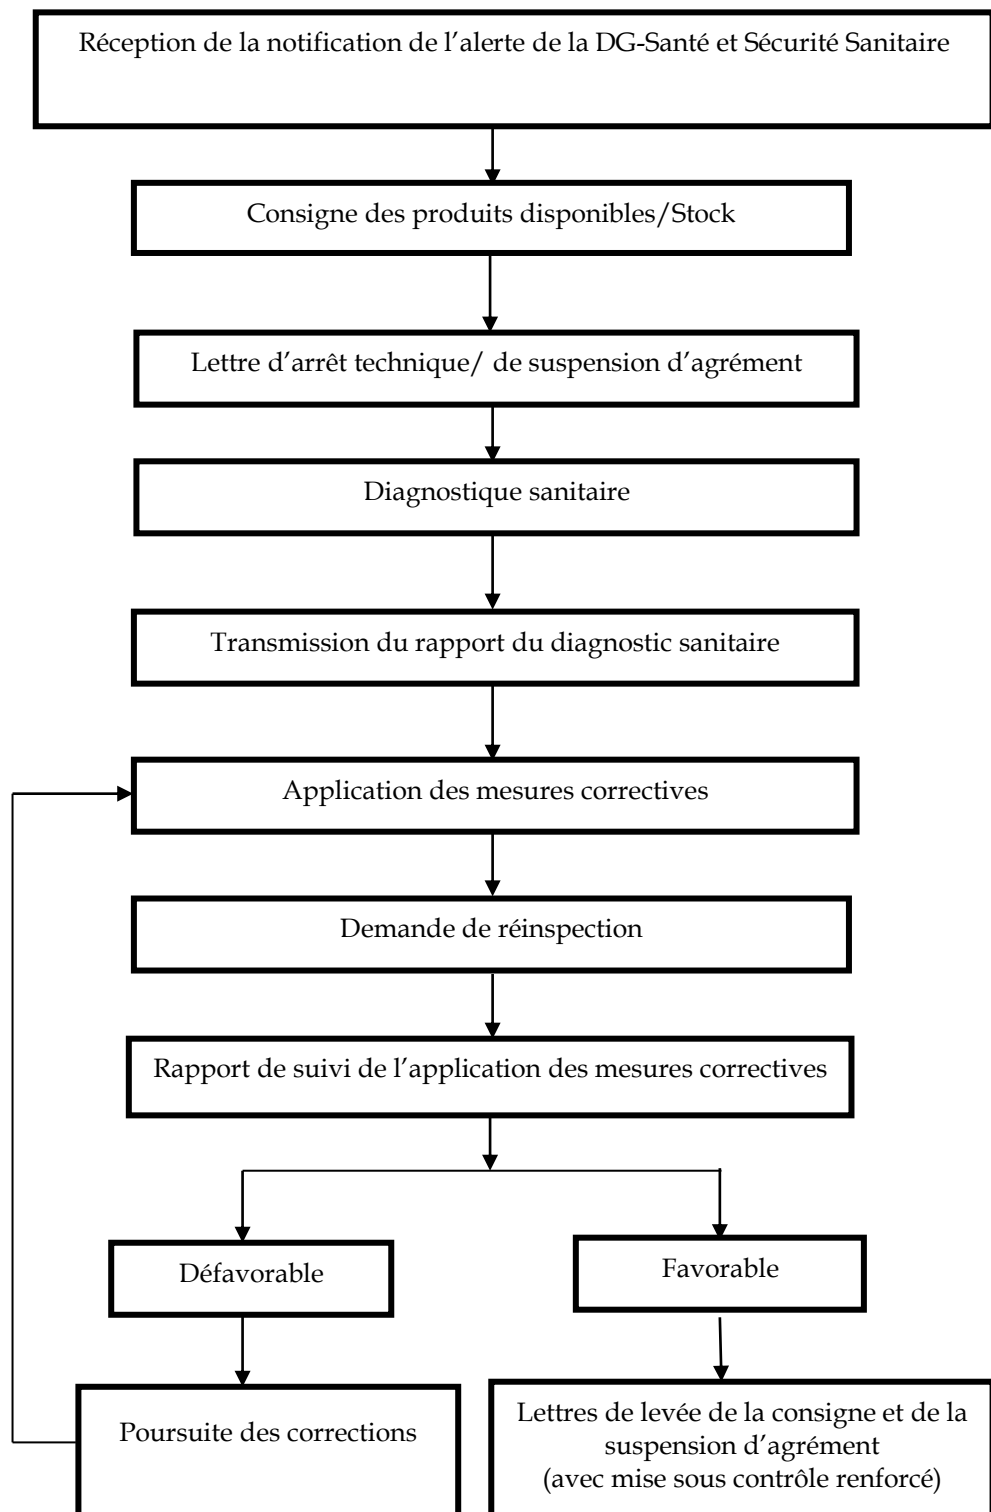 Réception de la notification de l’alerte de la DG-Santé et Sécurité Sanitaire
Consigne des produits disponibles/Stock
Lettre d’arrêt technique/ de suspension d’agrément
Diagnostique sanitaire
Transmission du rapport du diagnostic sanitaire
Application des mesures correctives
Demande de réinspection
Rapport de suivi de l’application des mesures correctives
Défavorable
Favorable
Poursuite des corrections
Lettres de levée de la consigne et de la
suspension d’agrément
(avec mise sous contrôle renforcé)